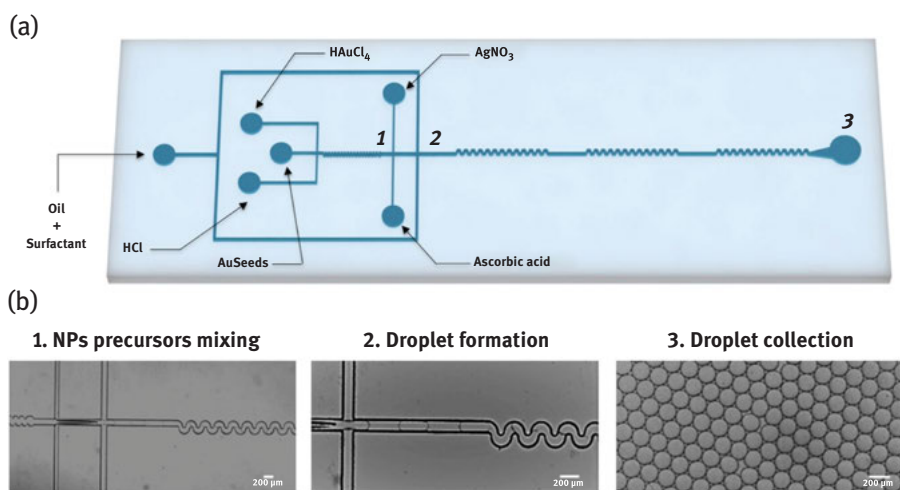 (a)
HAuCl₄
AgNO₃
1
2
3
Oil
+
Surfactant
HCl
AuSeeds
Ascorbic acid
(b)
1. NPs precursors mixing
2. Droplet formation
3. Droplet collection
200 µm
200 µm
200 µm